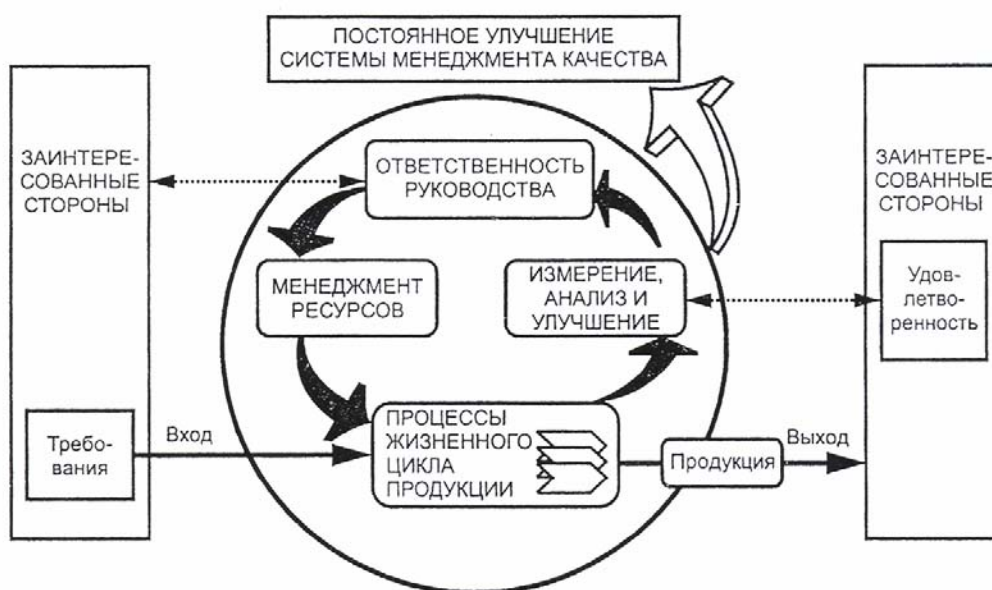 ПОСТОЯННОЕ УЛУЧШЕНИЕ
СИСТЕМЫ МЕНЕДЖМЕНТА КАЧЕСТВА
ЗАИНТЕРЕ-
СОВАННЫЕ
СТОРОНЫ
ОТВЕТСТВЕННОСТЬ
РУКОВОДСТВА
ЗАИНТЕРЕ-
СОВАННЫЕ
СТОРОНЫ
МЕНЕДЖМЕНТ
РЕСУРСОВ
ИЗМЕРЕНИЕ,
АНАЛИЗ И
УЛУЧШЕНИЕ
Удов-
летво-
ренность
Требо-
вания
Вход
ПРОЦЕССЫ
ЖИЗНЕННОГО
ЦИКЛА
ПРОДУКЦИИ
Продукция
Выход